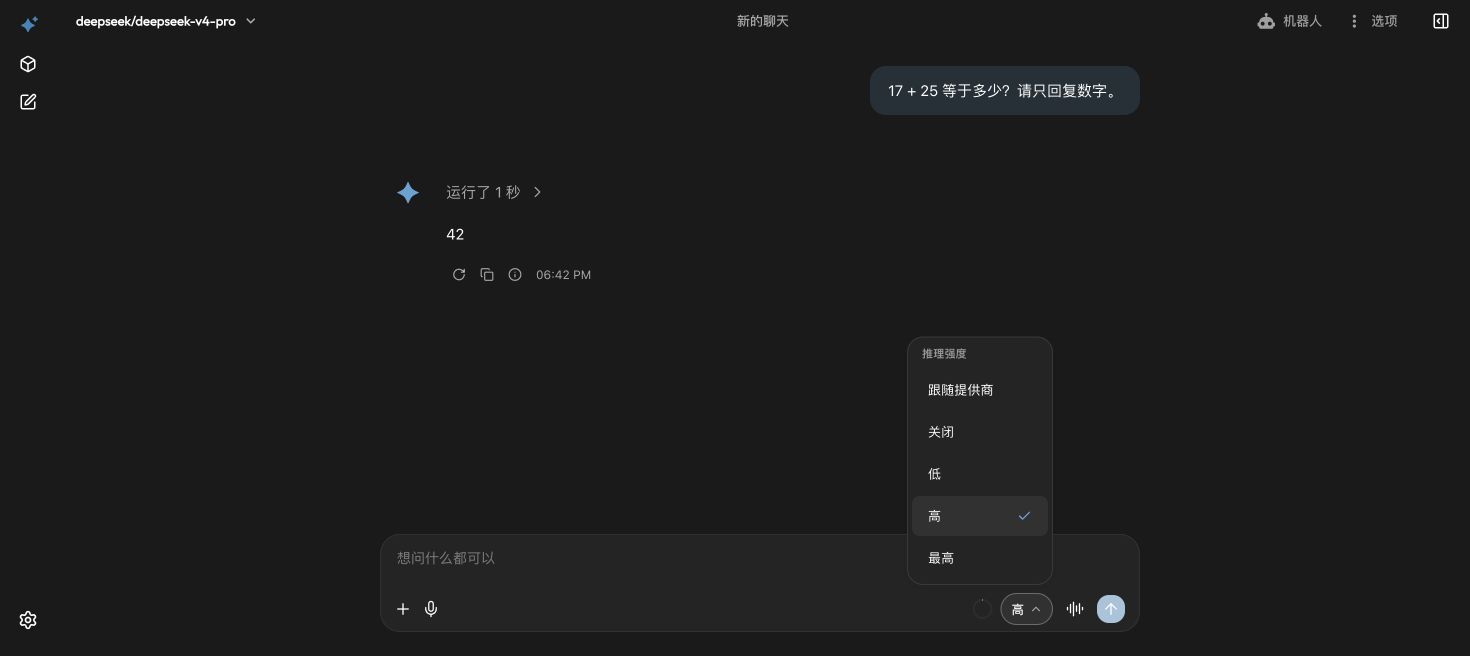 deepseek/deepseek-v4-pro
新的聊天
机器人
选项
17 + 25 等于多少？请只回复数字。
运行了 1 秒
42
06:42 PM
推理强度
跟随提供商
关闭
低
高
最高
想问什么都可以
高